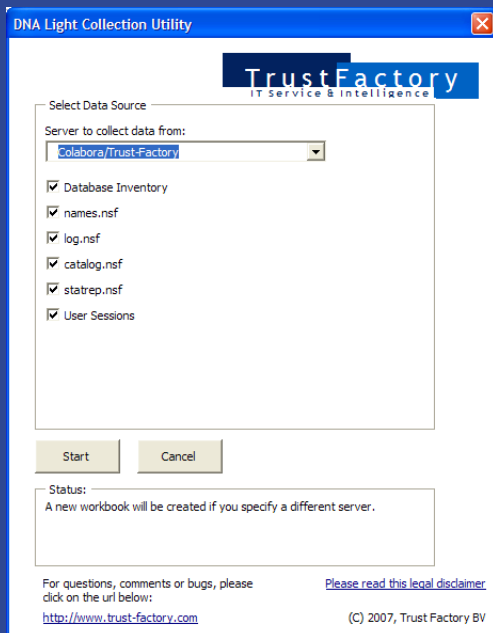 DNA Light Collection Utility
TrustFactory
IT Service & Intelligence
Select Data Source
Server to collect data from:
Colabora/Trust-Factory
Database Inventory
names.nsf
log.nsf
catalog.nsf
statrep.nsf
User Sessions
Start
Cancel
Status:
A new workbook will be created if you specify a different server.
For questions, comments or bugs, please
click on the url below:
Please read this legal disclaimer
http://www.trust-factory.com
(C) 2007, Trust Factory BV